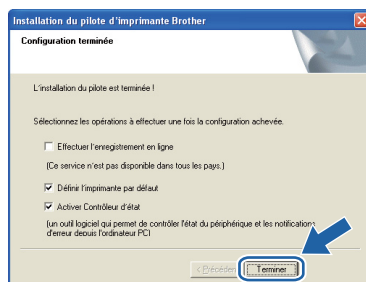 Installation du pilote d'imprimante Brother
Configuration terminée
L'installation du pilote est terminée !
Sélectionnez les opérations à effectuer une fois la configuration achevée.
Effectuer l'enregistrement en ligne
(Ce service n'est pas disponible dans tous les pays.)
Définir l'imprimante par défaut
Activer Contrôleur d'état
(un outil logiciel qui permet de contrôler l'état du périphérique et les notifications
d'erreur depuis l'ordinateur PC)
< Précéden
Terminer